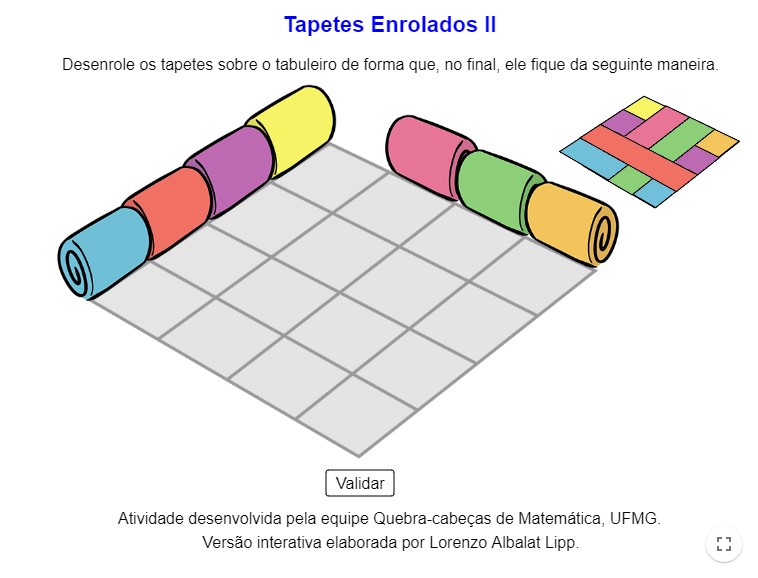 Tapetes Enrolados II
Desenrole os tapetes sobre o tabuleiro de forma que, no final, ele fique da seguinte maneira.
Validar
Atividade desenvolvida pela equipe Quebra-cabeças de Matemática, UFMG.
Versão interativa elaborada por Lorenzo Albalat Lipp.